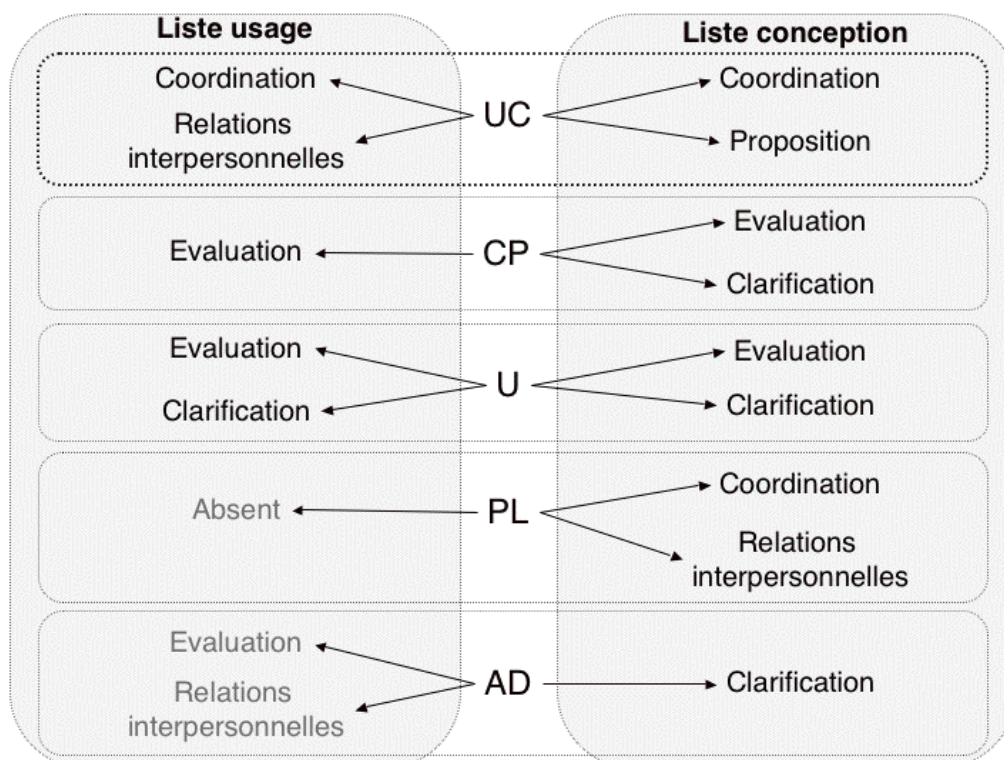 Liste usage
Liste conception
Coordination
Relations
interpersonnelles
UC
Coordination
Proposition
Evaluation
CP
Evaluation
Clarification
Evaluation
Clarification
U
Evaluation
Clarification
Absent
PL
Coordination
Relations
interpersonnelles
Evaluation
Relations
interpersonnelles
AD
Clarification